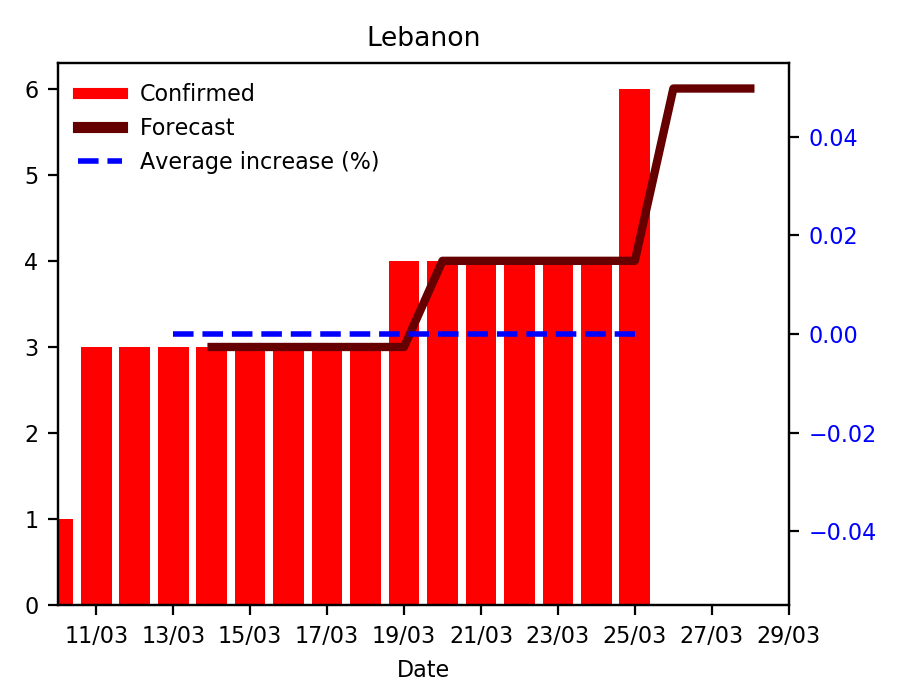 Lebanon
Confirmed
Forecast
Average increase (%)
6
5
4
3
2
1
0
0.04
0.02
0.00
−0.02
−0.04
11/03 13/03 15/03 17/03 19/03 21/03 23/03 25/03 27/03 29/03
Date